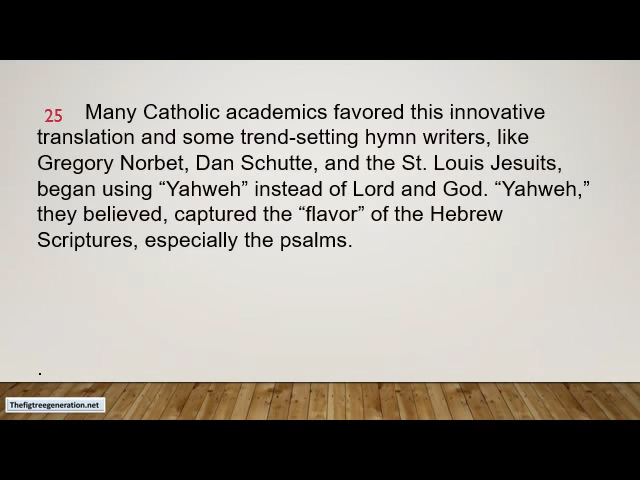 25 Many Catholic academics favored this innovative
translation and some trend-setting hymn writers, like
Gregory Norbet, Dan Schutte, and the St. Louis Jesuits,
began using “Yahweh” instead of Lord and God. “Yahweh,”
they believed, captured the “flavor” of the Hebrew
Scriptures, especially the psalms.
.
Thefigtreegeneration.net